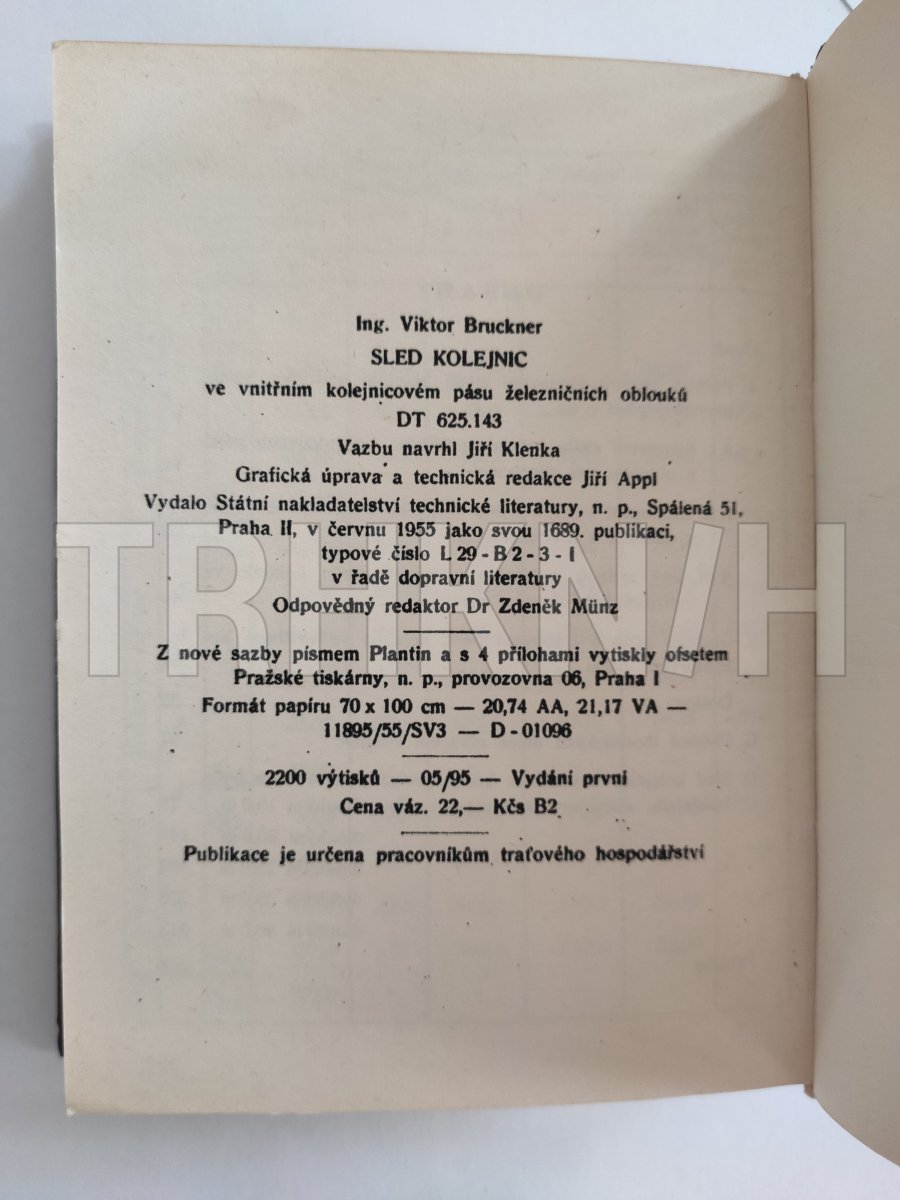 Ing. Viktor Bruckner
SLED KOLEJNIC
ve vnitřním kolejnicovém pásu železničních oblouků
DT 625.143
Vazbu navrhl Jiří Klenka
Grafická úprava a technická redakce Jiří Appl
Vydalo Státní nakladatelství technické literatury, n. p., Spálená 51,
Praha II, v červnu 1955 jako svou 1689. publikaci,
typové číslo L 29 - B 2 - 3 - I
v řadě dopravní literatury
Odpovědný redaktor Dr Zdeněk Münz
Z nové sazby písmem Plantin a s 4 přílohami vytiskly ofsetem
Pražské tiskárny, n. p., provozovna 06, Praha I
Formát papíru 70 x 100 cm — 20,74 AA, 21,17 VA —
11895/55/SV3 — D - 01096
2200 výtisků — 05/95 — Vydání první
Cena váz. 22,— Kčs B2
Publikace je určena pracovníkům traťového hospodářství
TRHKNIH